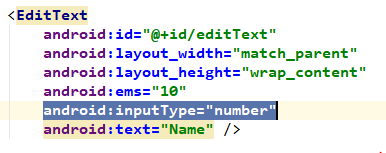 <EditText
android:id="@+id/editText"
android:layout_width="match_parent"
android:layout_height="wrap_content"
android:ems="10"
android:inputType="number"
android:text="Name" />